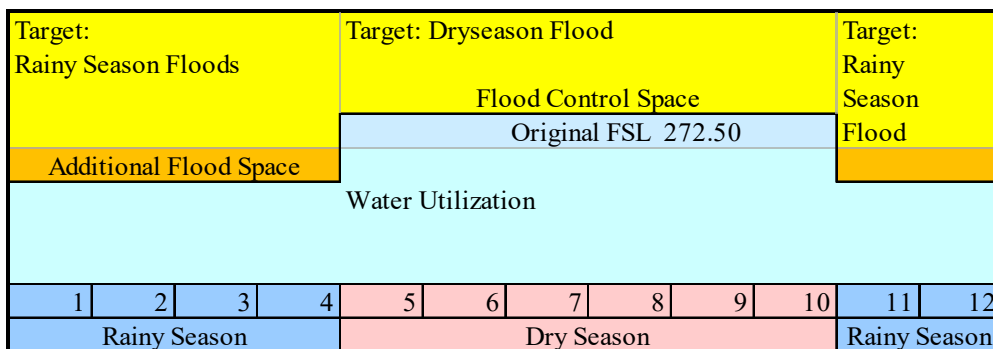 Target:
Rainy Season Floods
Target: Dryseason Flood
Target:
Rainy
Season
Flood
Flood Control Space
Original FSL 272.50
Additional Flood Space
Water Utilization
1 2 3 4 5 6 7 8 9 10 11 12
Rainy Season Dry Season Rainy Season